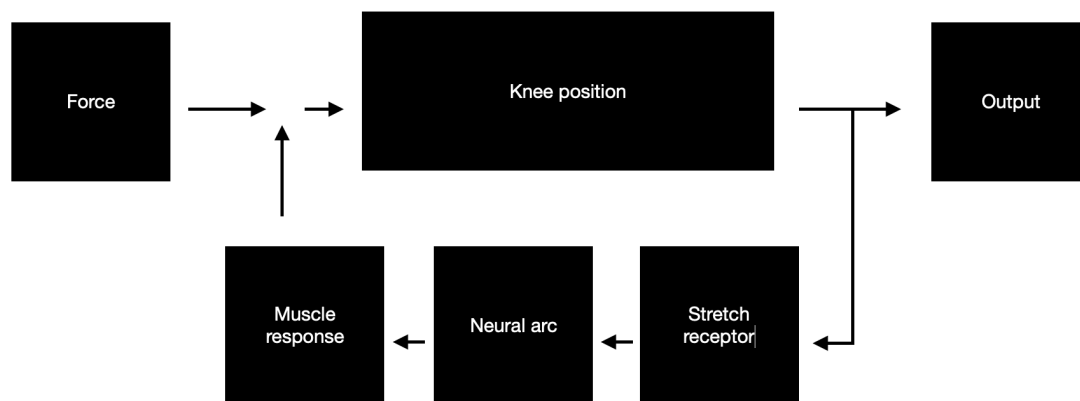 Force
Knee position
Output
Muscle
response
Neural arc
Stretch
receptor